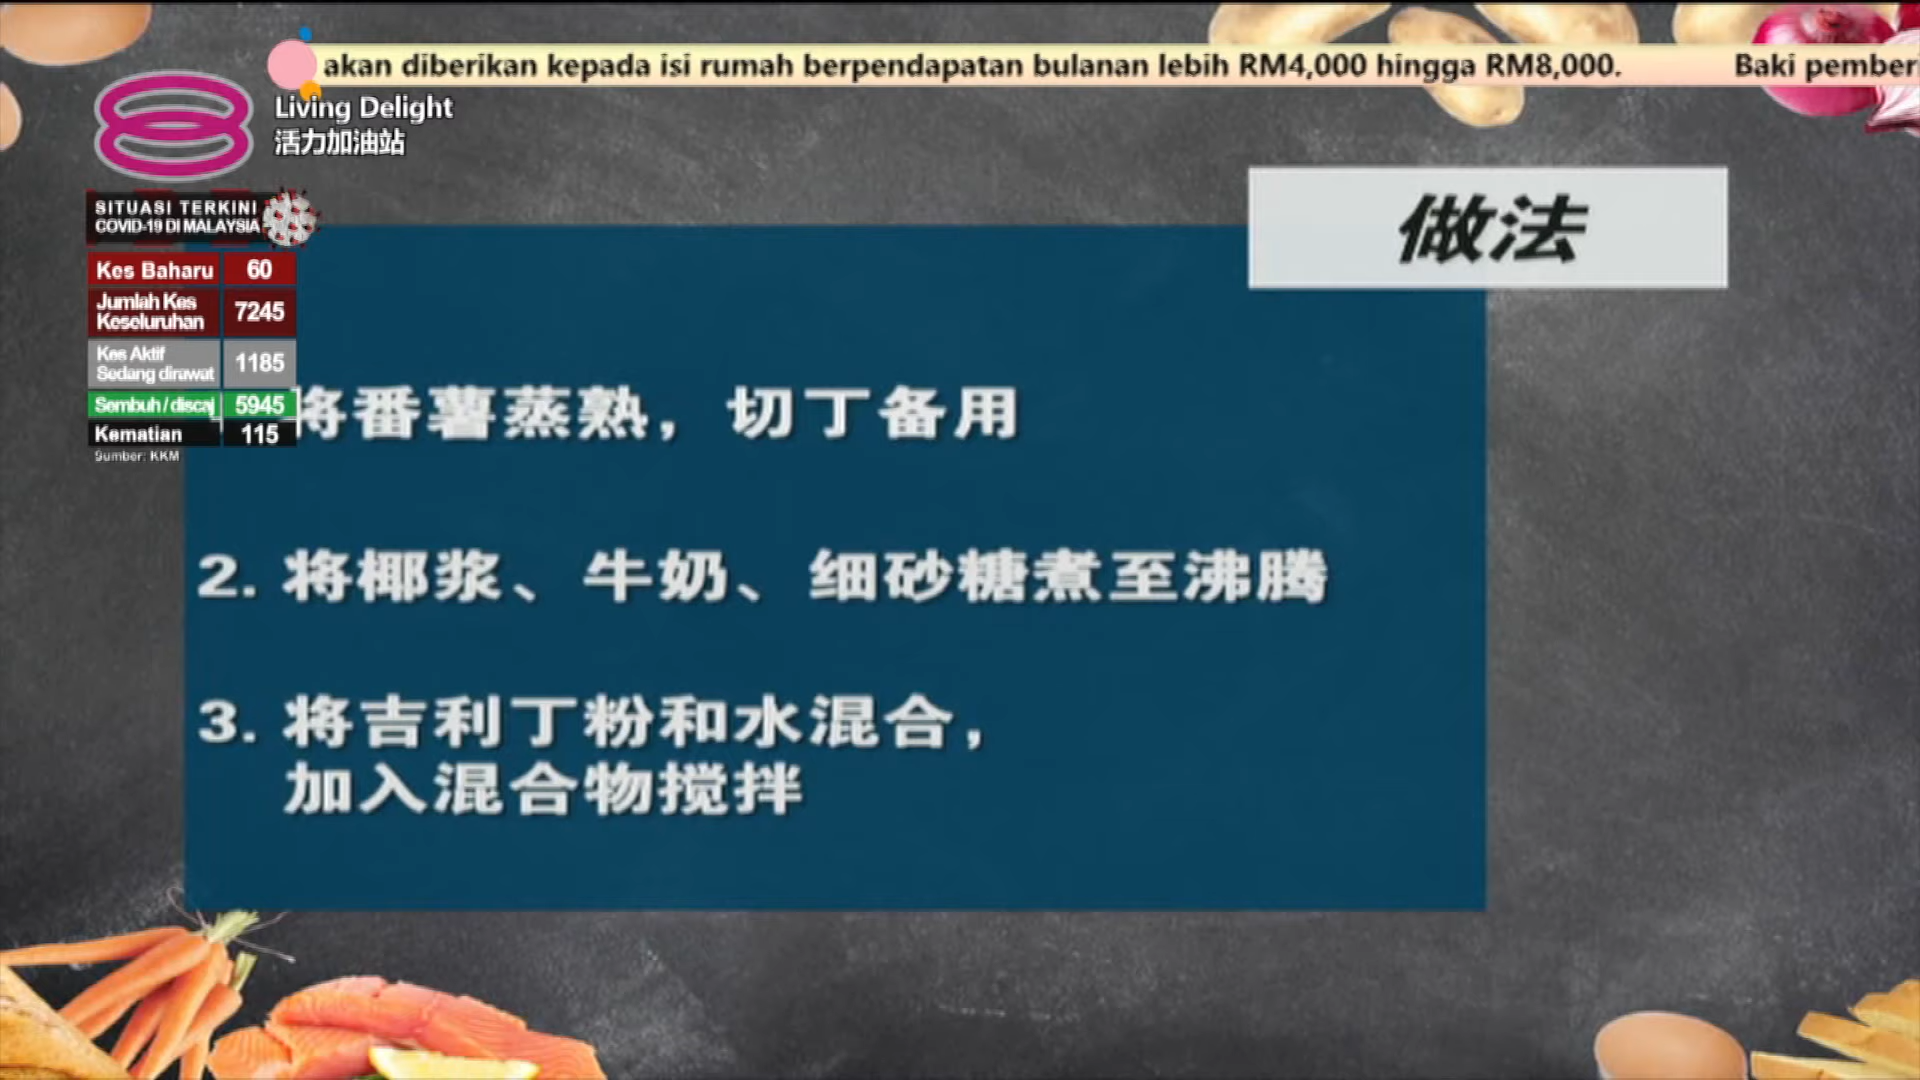 akan diberikan kepada isi rumah berpendapatan bulanan lebih RM4,000 hingga RM8,000. Baki
Living Delight
活力加油站
SITUASI TERKINI
COVID-19 DI MALAYSIA
Kes Baharu 60
Jumlah Kes Keseluruhan 7245
Kes Aktif Sedang dirawat 1185
Sembuh / discaj 5945
Kematian 115
Sumber: KKM
做法
将番薯蒸熟，切丁备用
2. 将椰浆、牛奶、细砂糖煮至沸腾
3. 将吉利丁粉和水混合，
加入混合物搅拌